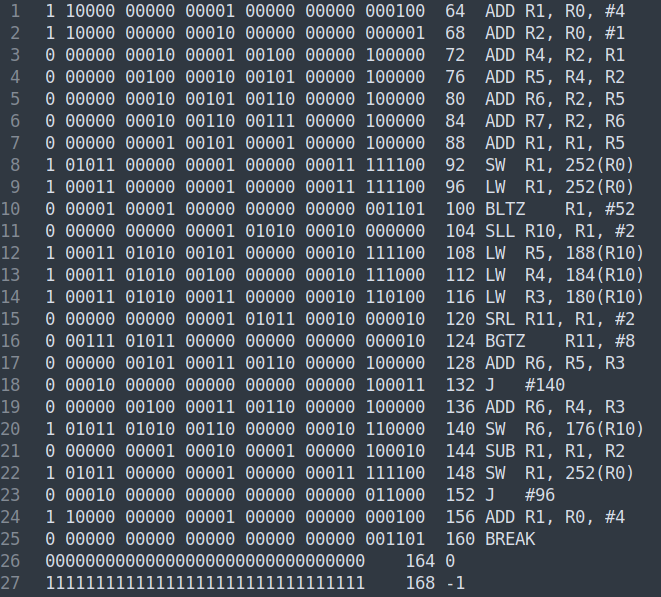 1 1 10000 00000 00001 00000 00000 000100 64 ADD R1, R0, #4
2 1 10000 00000 00010 00000 00000 000001 68 ADD R2, R0, #1
3 0 00000 00010 00001 00100 00000 100000 72 ADD R4, R2, R1
4 0 00000 00100 00010 00101 00000 100000 76 ADD R5, R4, R2
5 0 00000 00010 00101 00110 00000 100000 80 ADD R6, R2, R5
6 0 00000 00010 00110 00111 00000 100000 84 ADD R7, R2, R6
7 0 00000 00001 00101 00001 00000 100000 88 ADD R1, R1, R5
8 1 01011 00000 00001 00000 00011 111100 92 SW R1, 252(R0)
9 1 00011 00000 00001 00000 00011 111100 96 LW R1, 252(R0)
10 0 00001 00001 00000 00000 00000 001101 100 BLTZ R1, #52
11 0 00000 00000 00001 01010 00010 000000 104 SLL R10, R1, #2
12 1 00011 01010 00101 00000 00010 111100 108 LW R5, 188(R10)
13 1 00011 01010 00100 00000 00010 111000 112 LW R4, 184(R10)
14 1 00011 01010 00011 00000 00010 110100 116 LW R3, 180(R10)
15 0 00000 00000 00001 01011 00010 000010 120 SRL R11, R1, #2
16 0 00111 01011 00000 00000 00000 000010 124 BGTZ R11, #8
17 0 00000 00101 00011 00110 00000 100000 128 ADD R6, R5, R3
18 0 00010 00000 00000 00000 00000 100011 132 J #140
19 0 00000 00100 00011 00110 00000 100000 136 ADD R6, R4, R3
20 1 01011 01010 00110 00000 00010 110000 140 SW R6, 176(R10)
21 0 00000 00001 00010 00001 00000 100010 144 SUB R1, R1, R2
22 1 01011 00000 00001 00000 00011 111100 148 SW R1, 252(R0)
23 0 00010 00000 00000 00000 00000 011000 152 J #96
24 1 10000 00000 00001 00000 00000 000100 156 ADD R1, R0, #4
25 0 00000 00000 00000 00000 00000 001101 160 BREAK
26 00000000000000000000000000000000 164 0
27 11111111111111111111111111111111 168 -1